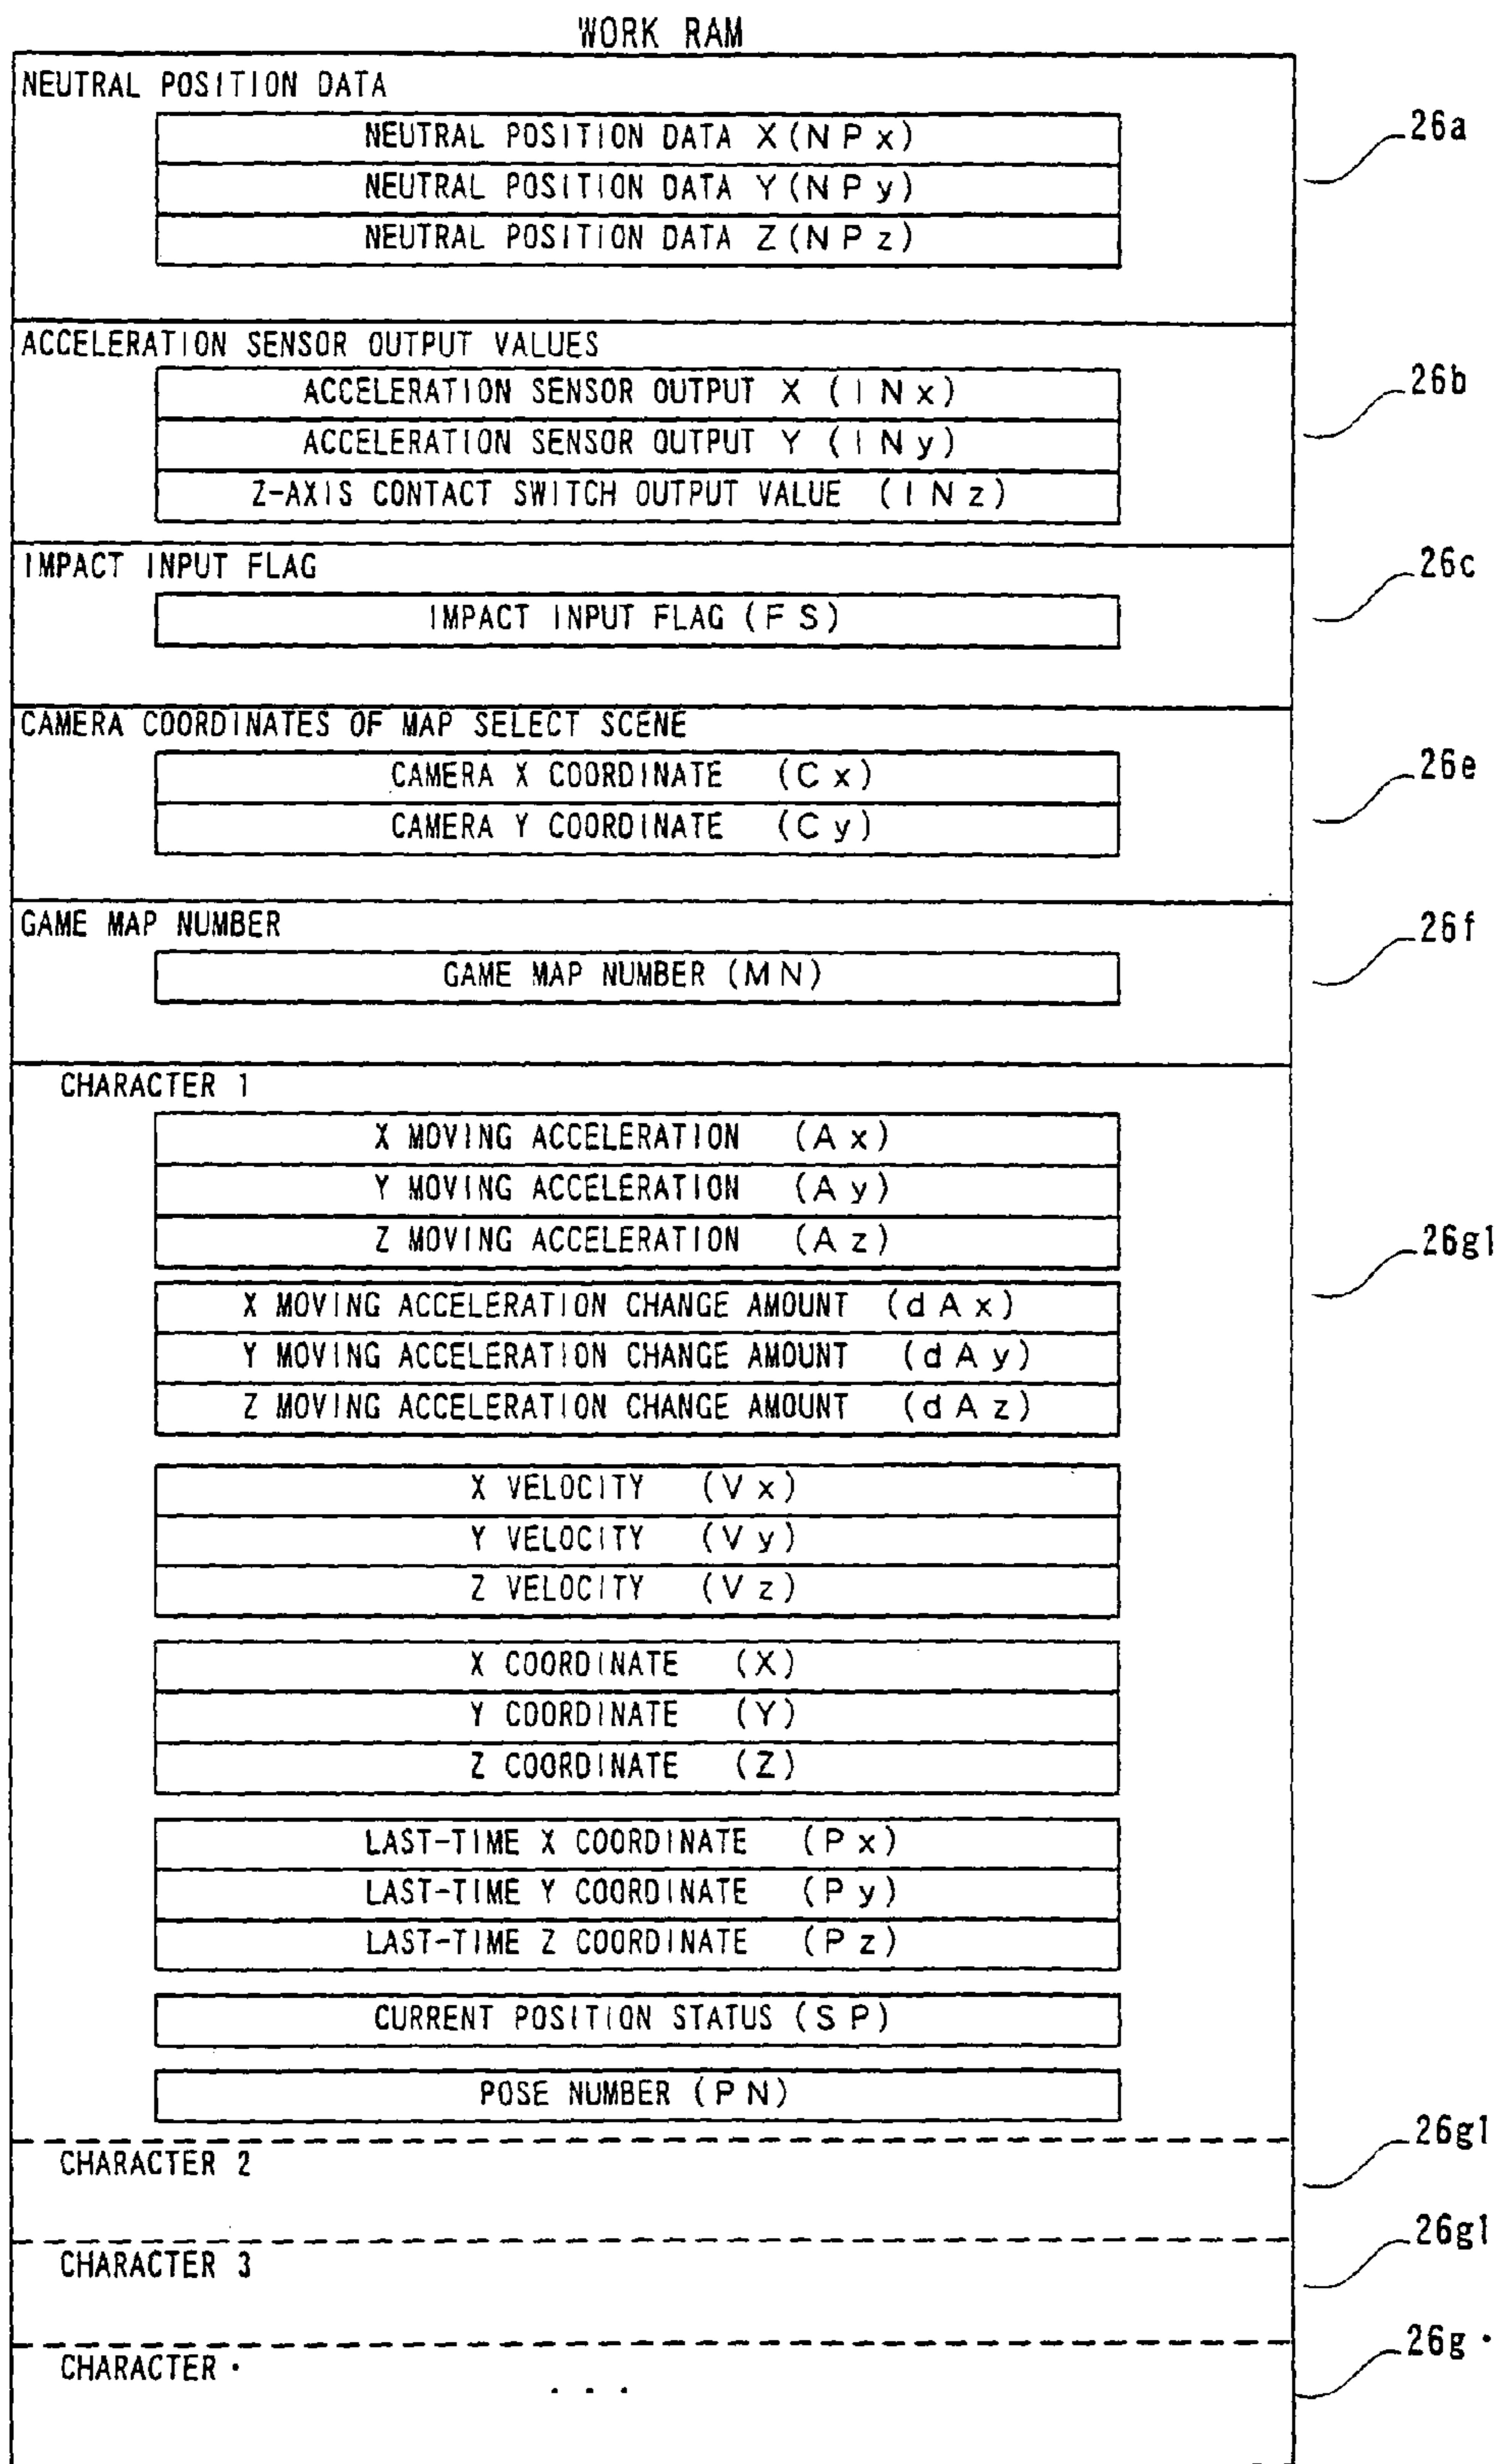 WORK RAM
NEUTRAL POSITION DATA
NEUTRAL POSITION DATA X (NPx)
26a
NEUTRAL POSITION DATA Y (NPy)
NEUTRAL POSITION DATA Z (NPz)
ACCELERATION SENSOR OUTPUT VALUES
ACCELERATION SENSOR OUTPUT X (INx)
26b
ACCELERATION SENSOR OUTPUT Y (INy)
Z-AXIS CONTACT SWITCH OUTPUT VALUE (INz)
IMPACT INPUT FLAG
26c
IMPACT INPUT FLAG (FS)
CAMERA COORDINATES OF MAP SELECT SCENE
CAMERA X COORDINATE (Cx)
26e
CAMERA Y COORDINATE (Cy)
GAME MAP NUMBER
26f
GAME MAP NUMBER (MN)
CHARACTER 1
X MOVING ACCELERATION (Ax)
Y MOVING ACCELERATION (Ay)
Z MOVING ACCELERATION (Az)
26g1
X MOVING ACCELERATION CHANGE AMOUNT (dAx)
Y MOVING ACCELERATION CHANGE AMOUNT (dAy)
Z MOVING ACCELERATION CHANGE AMOUNT (dAz)
X VELOCITY (Vx)
Y VELOCITY (Vy)
Z VELOCITY (Vz)
X COORDINATE (X)
Y COORDINATE (Y)
Z COORDINATE (Z)
LAST-TIME X COORDINATE (Px)
LAST-TIME Y COORDINATE (Py)
LAST-TIME Z COORDINATE (Pz)
CURRENT POSITION STATUS (SP)
POSE NUMBER (PN)
26g1
CHARACTER 2
26g1
CHARACTER 3
26g ·
CHARACTER ·
. . .